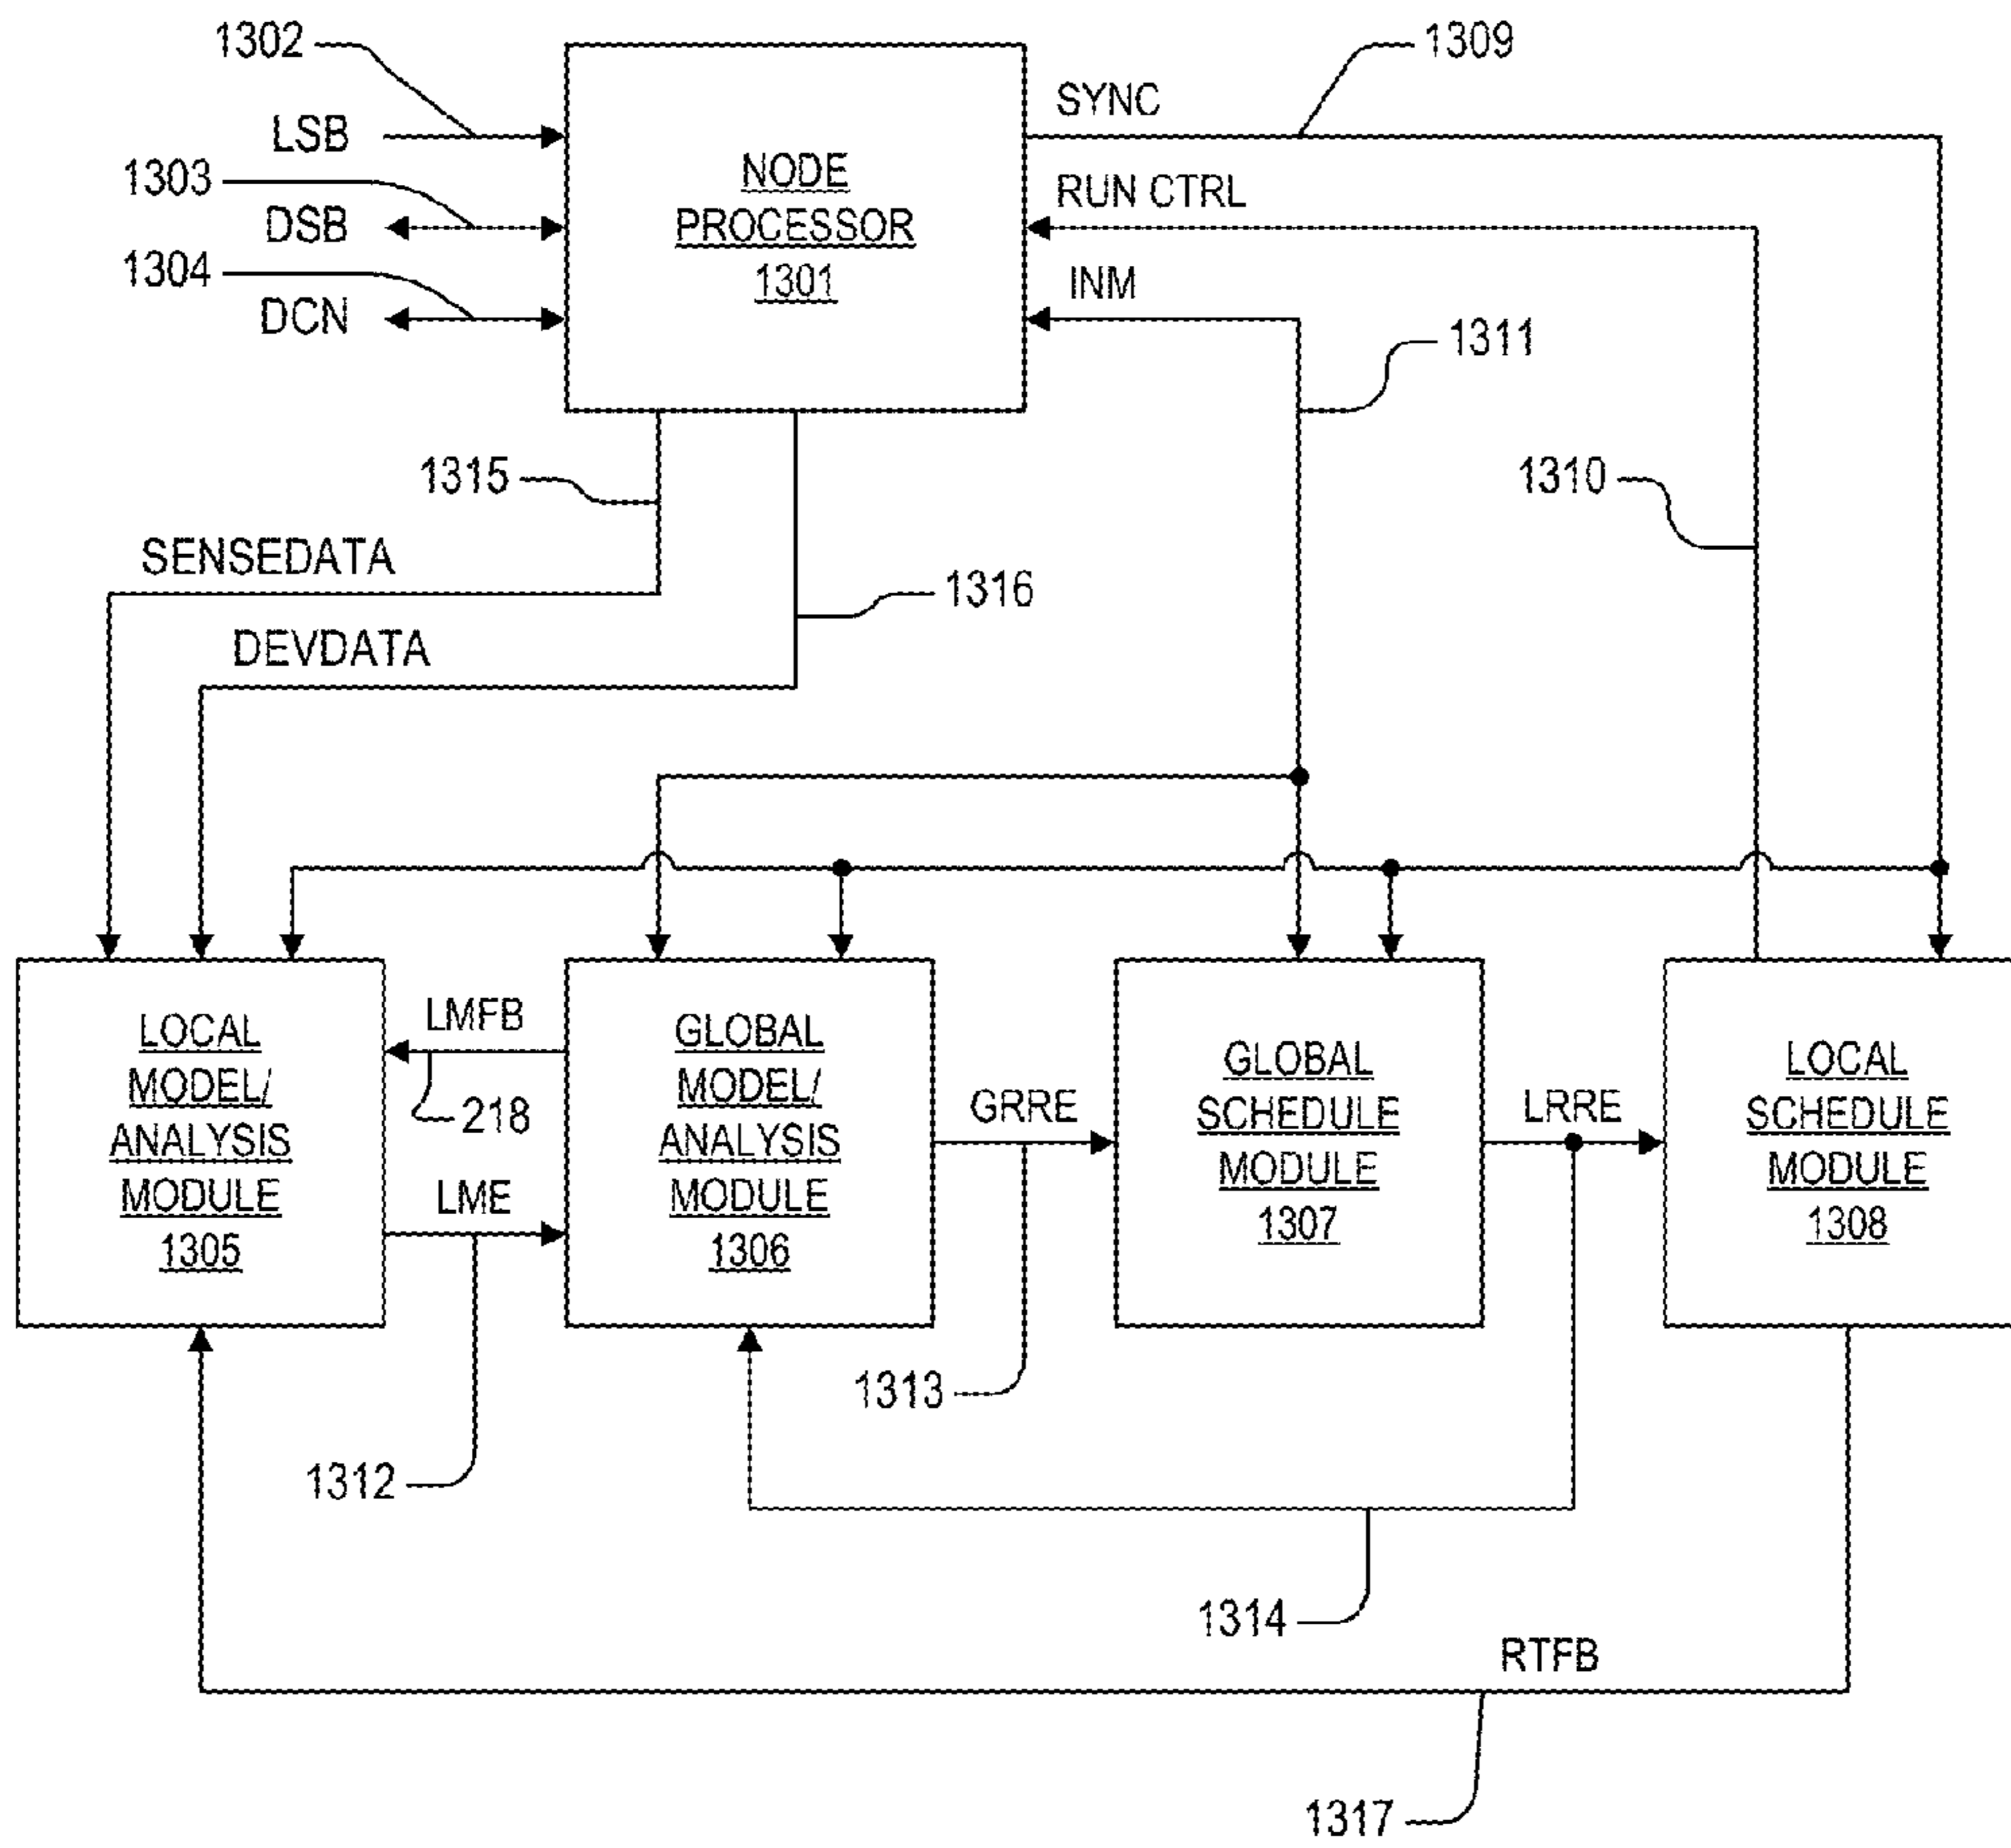 1302
1309
LSB
SYNC
1303
NODE
PROCESSOR
1301
RUN CTRL
DSB
1304
INM
DCN
1311
1315
1310
SENSEDATA
1316
DEVDATA
LOCAL
MODEL/
ANALYSIS
MODULE
1305
LMFB
218
LME
GLOBAL
MODEL/
ANALYSIS
MODULE
1306
GRRE
GLOBAL
SCHEDULE
MODULE
1307
LRRE
LOCAL
SCHEDULE
MODULE
1308
1313
1312
1314
RTFB
1317